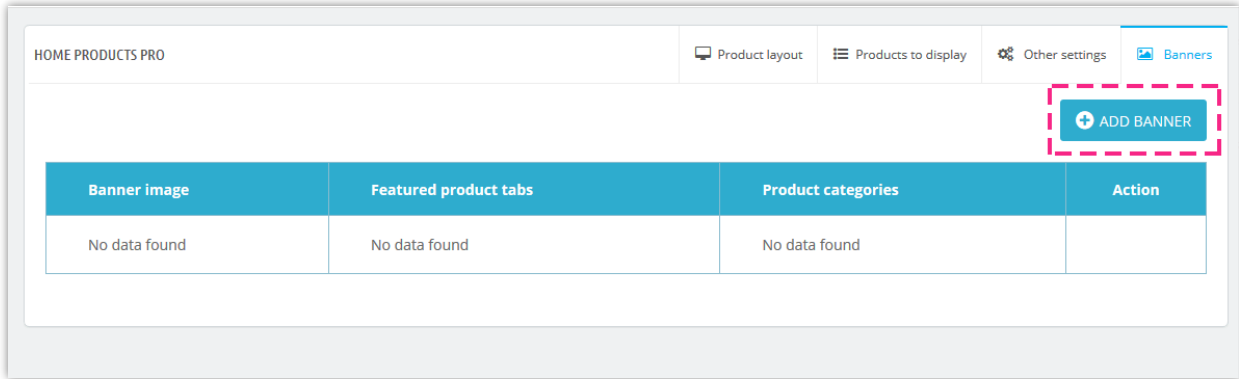 HOME PRODUCTS PRO
Product layout
Products to display
Other settings
Banners
ADD BANNER
Banner image Featured product tabs Product categories Action
No data found No data found No data found